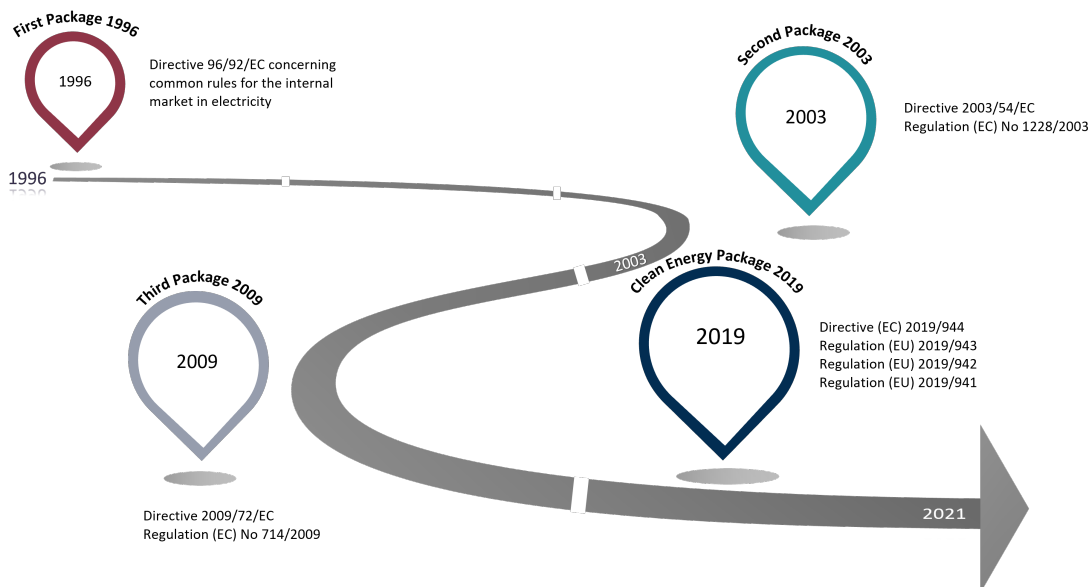 First Package 1996
1996
Directive 96/92/EC concerning
common rules for the internal
market in electricity
Second Package 2003
2003
Directive 2003/54/EC
Regulation (EC) No 1228/2003
1996
2003
Third Package 2009
2009
Directive 2009/72/EC
Regulation (EC) No 714/2009
Clean Energy Package 2019
2019
Directive (EC) 2019/944
Regulation (EU) 2019/943
Regulation (EU) 2019/942
Regulation (EU) 2019/941
2021